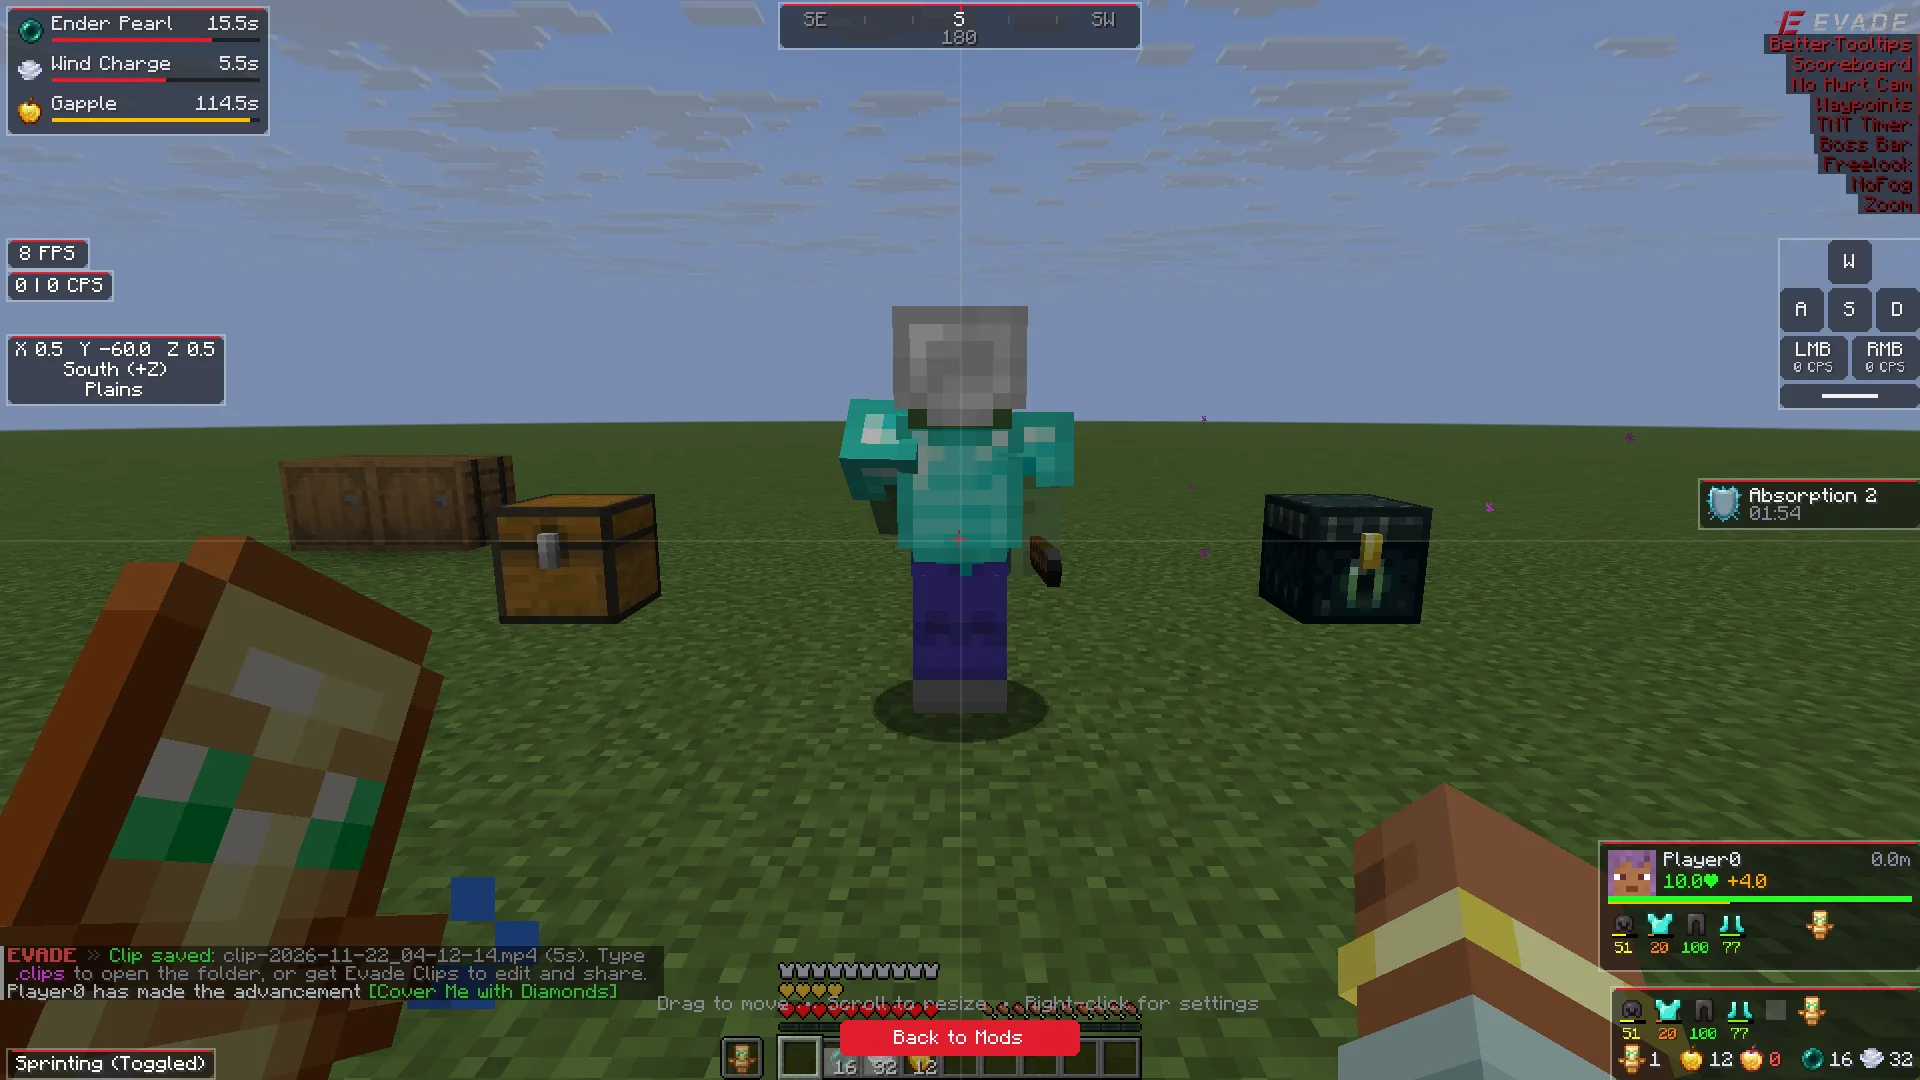 Ender Pearl 15.5s
Wind Charge 5.5s
Gapple 114.5s
SE S SW
180
EVADE
BetterTooltips
Scoreboard
No Hurt Cam
Waypoints
TNT Timer
Boss Bar
Freelook
NoFog
Zoom
8 FPS
0 | 0 CPS
X 0.5 Y -60.0 Z 0.5
South (+Z)
Plains
W
A S D
LMB RMB
0 CPS 0 CPS
Absorption 2
01:54
Player0 0.0m
10.0♥ +4.0
51 20 100 77
EVADE » Clip saved: clip-2026-11-22_04-12-14.mp4 (5s). Type
.clips to open the folder, or get Evade Clips to edit and share.
Player0 has made the advancement [Cover Me with Diamonds]
Drag to move • Scroll to resize • Right-click for settings
Back to Mods
16 32 12
Sprinting (Toggled)
51 20 100 77
1 12 0 16 32